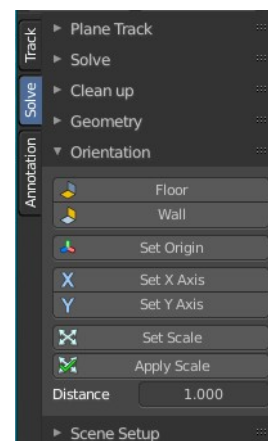 Track
Solve
Annotation
Plane Track
Solve
Clean up
Geometry
Orientation
Floor
Wall
Set Origin
X Set X Axis
Y Set Y Axis
Set Scale
Apply Scale
Distance 1.000
Scene Setup